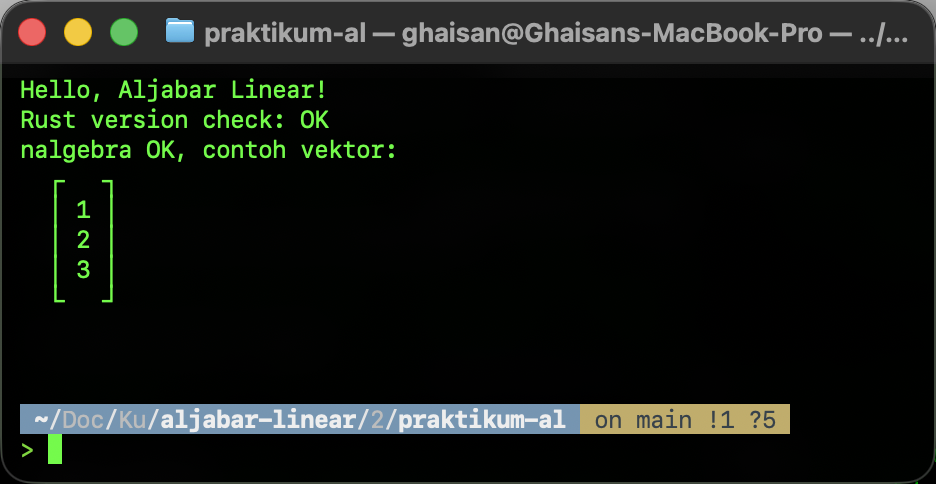 praktikum-al — ghaisan@Ghaisans-MacBook-Pro — ../...
Hello, Aljabar Linear!
Rust version check: OK
nalgebra OK, contoh vektor:
┌   ┐
│ 1 │
│ 2 │
│ 3 │
└   ┘
~/Doc/Ku/aljabar-linear/2/praktikum-al on main !1 ?5
>